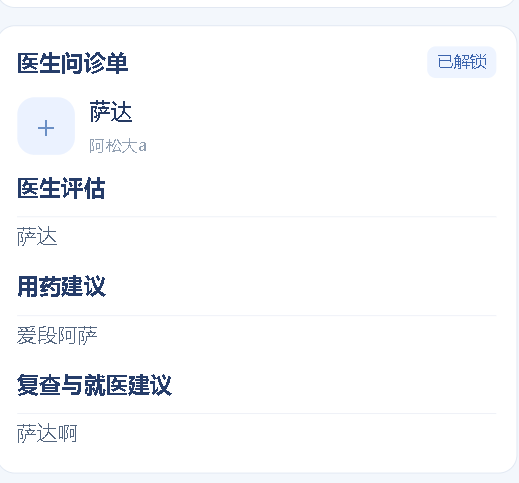 医生问诊单
已解锁
萨达
阿松大a
医生评估
萨达
用药建议
爱段阿萨
复查与就医建议
萨达啊